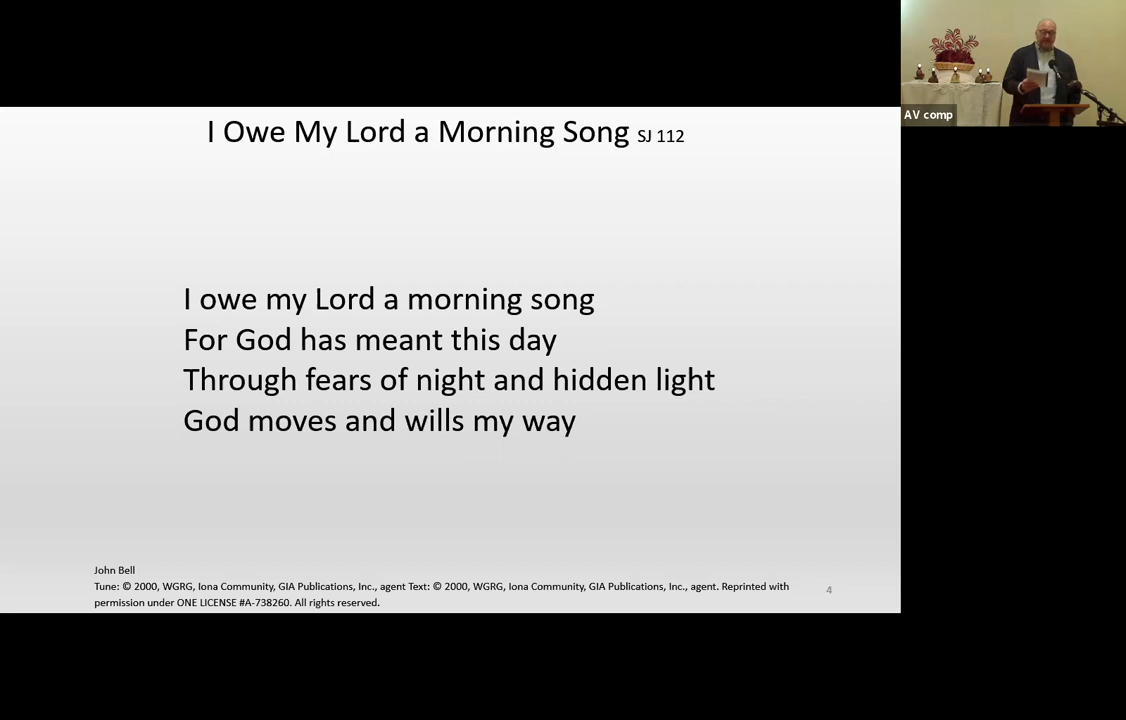 I Owe My Lord a Morning Song SJ 112
AV comp
I owe my Lord a morning song
For God has meant this day
Through fears of night and hidden light
God moves and wills my way
John Bell
Tune: © 2000, WGRG, Iona Community, GIA Publications, Inc., agent Text: © 2000, WGRG, Iona Community, GIA Publications, Inc., agent. Reprinted with
permission under ONE LICENSE #A-738260. All rights reserved.
4